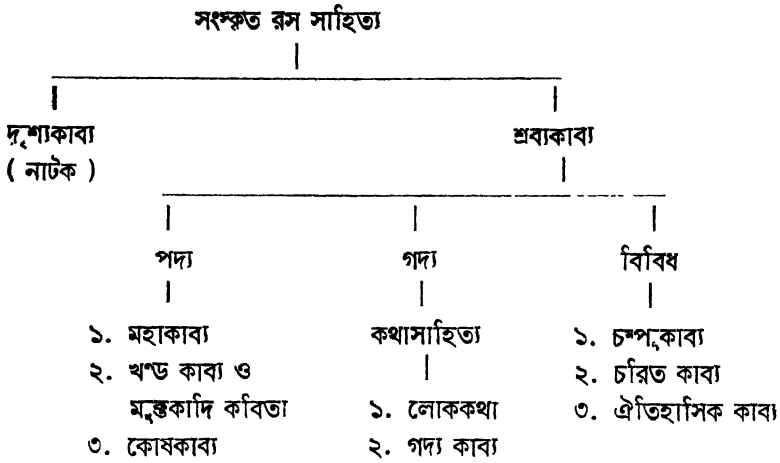 সংস্কৃত রস সাহিত্য
দৃশ্যকাব্য শ্রব্যকাব্য
( নাটক )
পদ্য গদ্য বিবিধ
১. মহাকাব্য কথাসাহিত্য ১. চম্পূকাব্য
২. খণ্ড কাব্য ও ২. চরিত কাব্য
মুক্তকাদি কবিতা ১. লোককথা ৩. ঐতিহাসিক কাব্য
৩. কোষকাব্য ২. গদ্য কাব্য